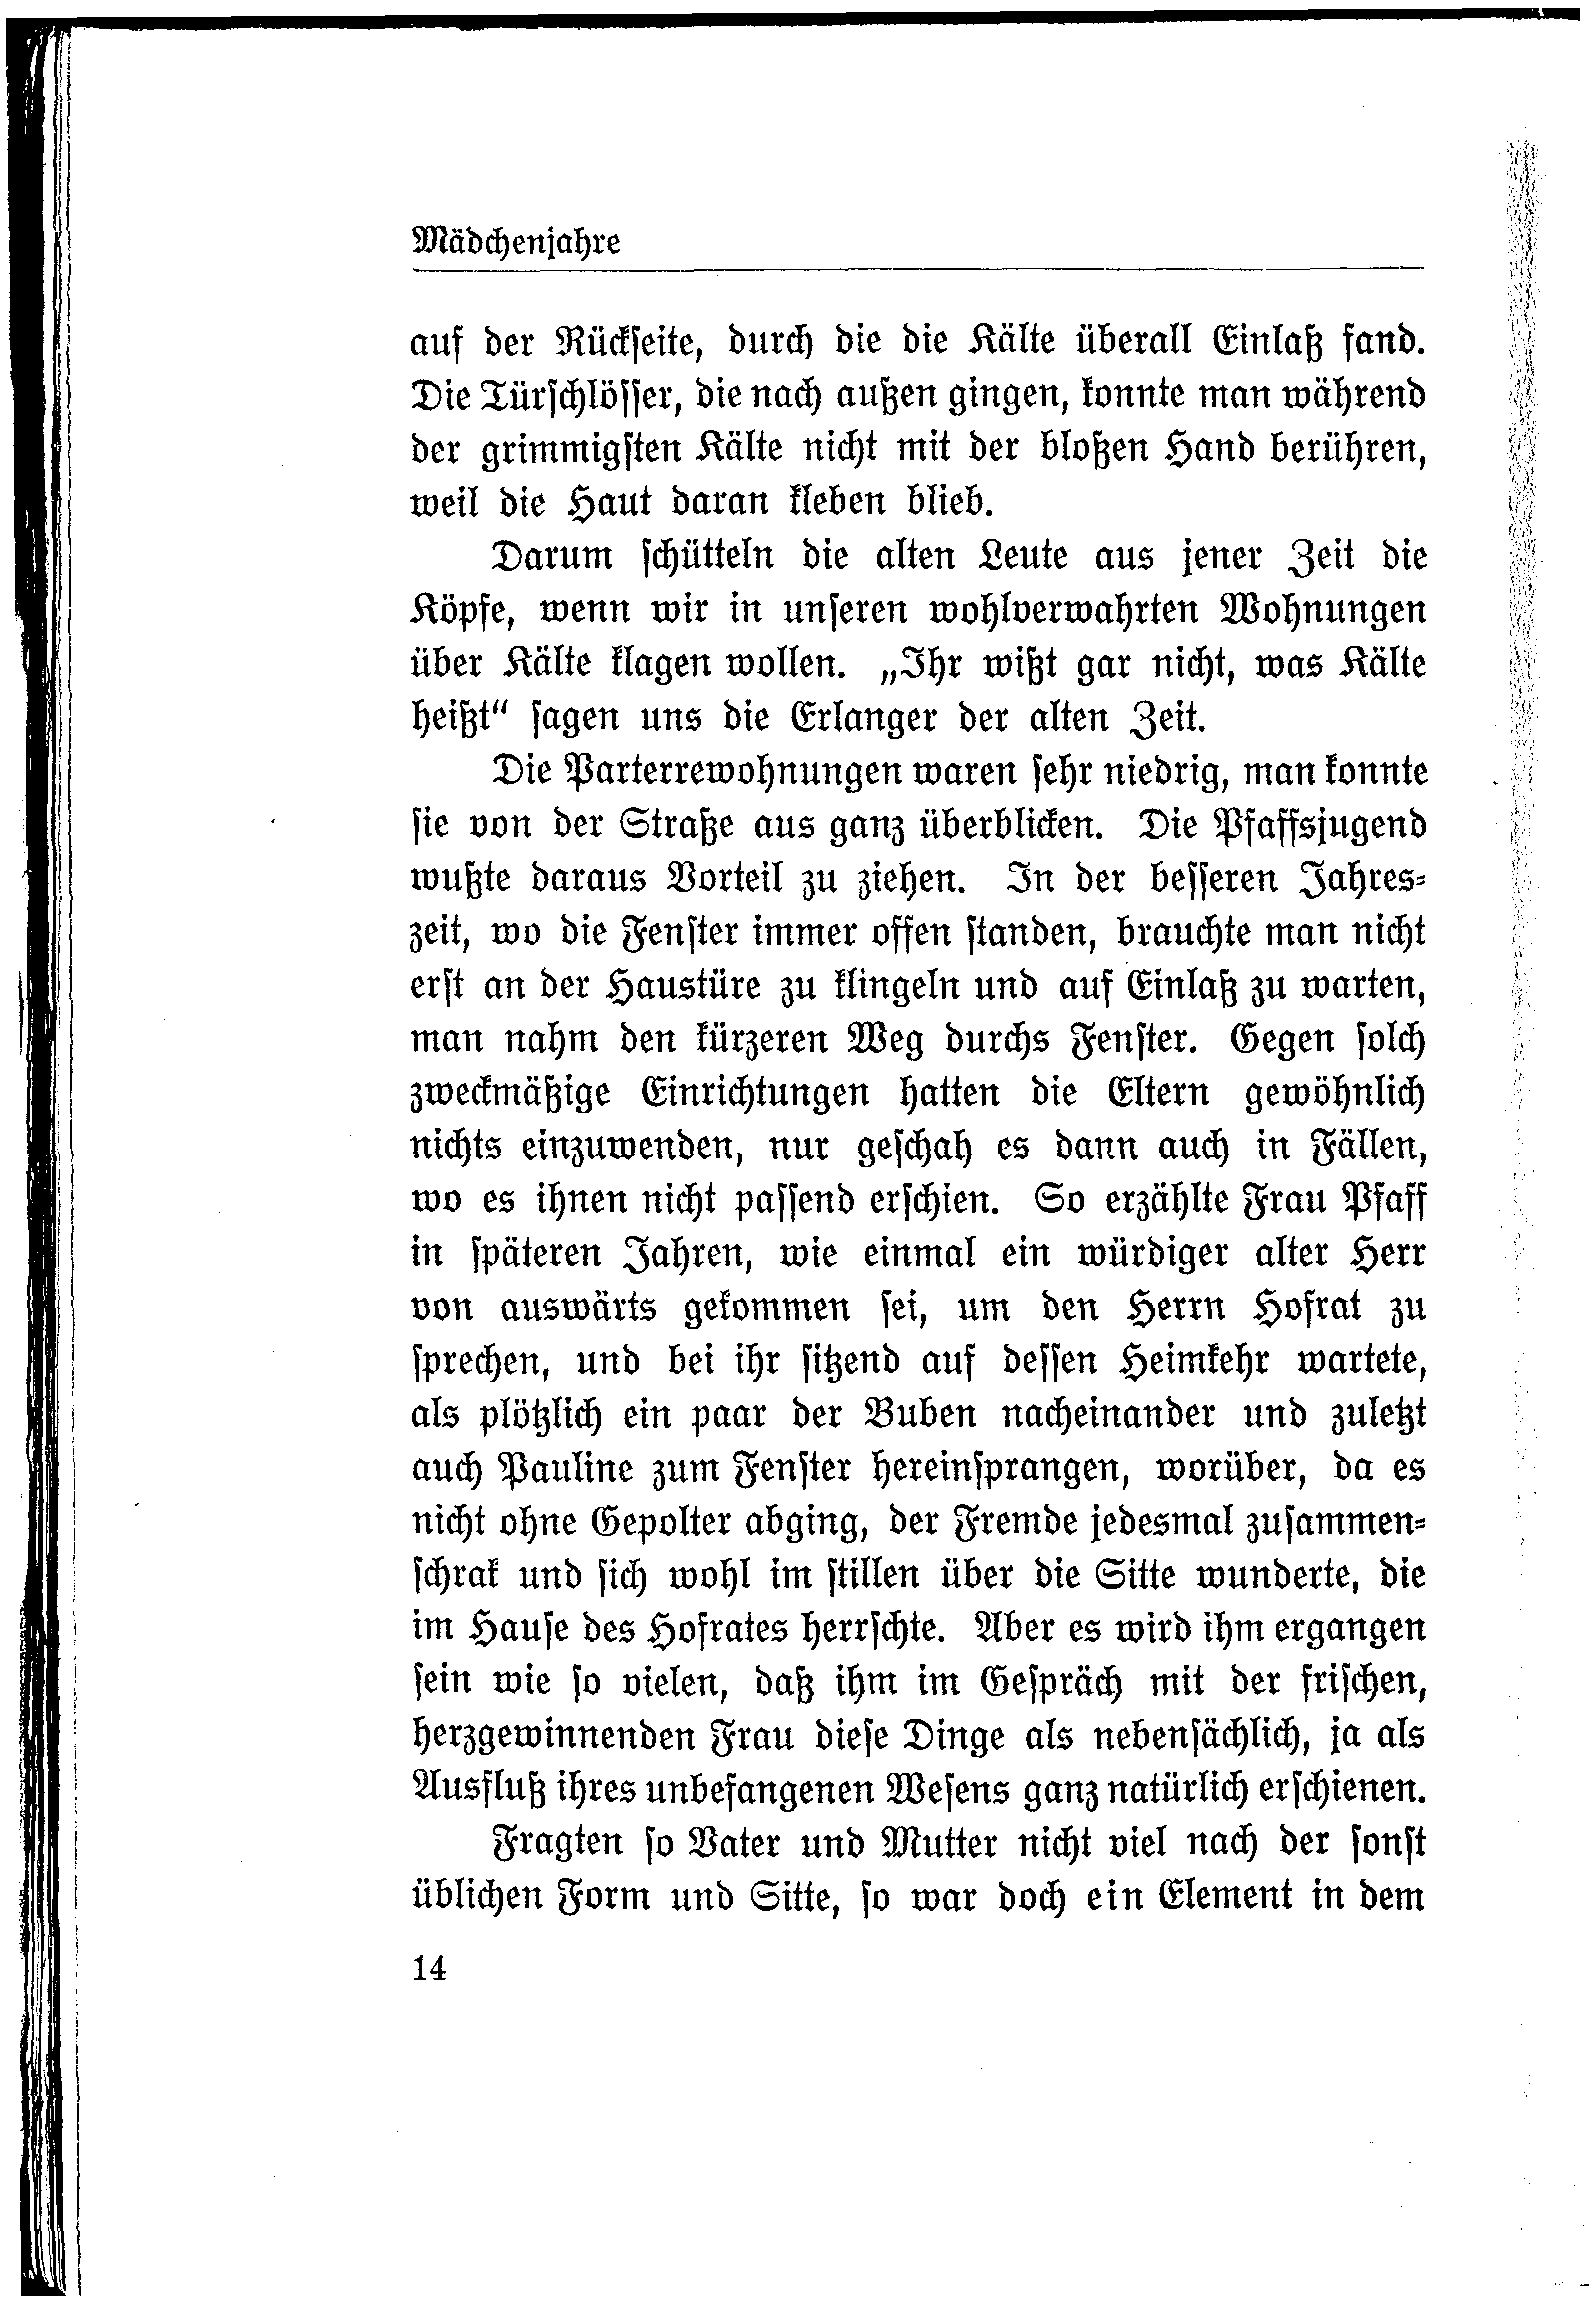 Mädchenjahre
auf der Rückseite, durch die die Kälte überall Einlaß fand.
Die Türschlösser, die nach außen gingen, konnte man während
der grimmigsten Kälte nicht mit der bloßen Hand berühren,
weil die Haut daran kleben blieb.
Darum schütteln die alten Leute aus jener Zeit die
Köpfe, wenn wir in unseren wohlverwahrten Wohnungen
über Kälte klagen wollen. „Ihr wißt gar nicht, was Kälte
heißt“ sagen uns die Erlanger der alten Zeit.
Die Parterrewohnungen waren sehr niedrig, man konnte
sie von der Straße aus ganz überblicken. Die Pfaffsjugend
wußte daraus Vorteil zu ziehen. In der besseren Jahres-
zeit, wo die Fenster immer offen standen, brauchte man nicht
erst an der Haustüre zu klingeln und auf Einlaß zu warten,
man nahm den kürzeren Weg durchs Fenster. Gegen solch
zweckmäßige Einrichtungen hatten die Eltern gewöhnlich
nichts einzuwenden, nur geschah es dann auch in Fällen,
wo es ihnen nicht passend erschien. So erzählte Frau Pfaff
in späteren Jahren, wie einmal ein würdiger alter Herr
von auswärts gekommen sei, um den Herrn Hofrat zu
sprechen, und bei ihr sitzend auf dessen Heimkehr wartete,
als plötzlich ein paar der Buben nacheinander und zuletzt
auch Pauline zum Fenster hereinsprangen, worüber, da es
nicht ohne Gepolter abging, der Fremde jedesmal zusammen-
schrak und sich wohl im stillen über die Sitte wunderte, die
im Hause des Hofrates herrschte. Aber es wird ihm ergangen
sein wie so vielen, daß ihm im Gespräch mit der frischen,
herzgewinnenden Frau diese Dinge als nebensächlich, ja als
Ausfluß ihres unbefangenen Wesens ganz natürlich erschienen.
Fragten so Vater und Mutter nicht viel nach der sonst
üblichen Form und Sitte, so war doch ein Element in dem
14